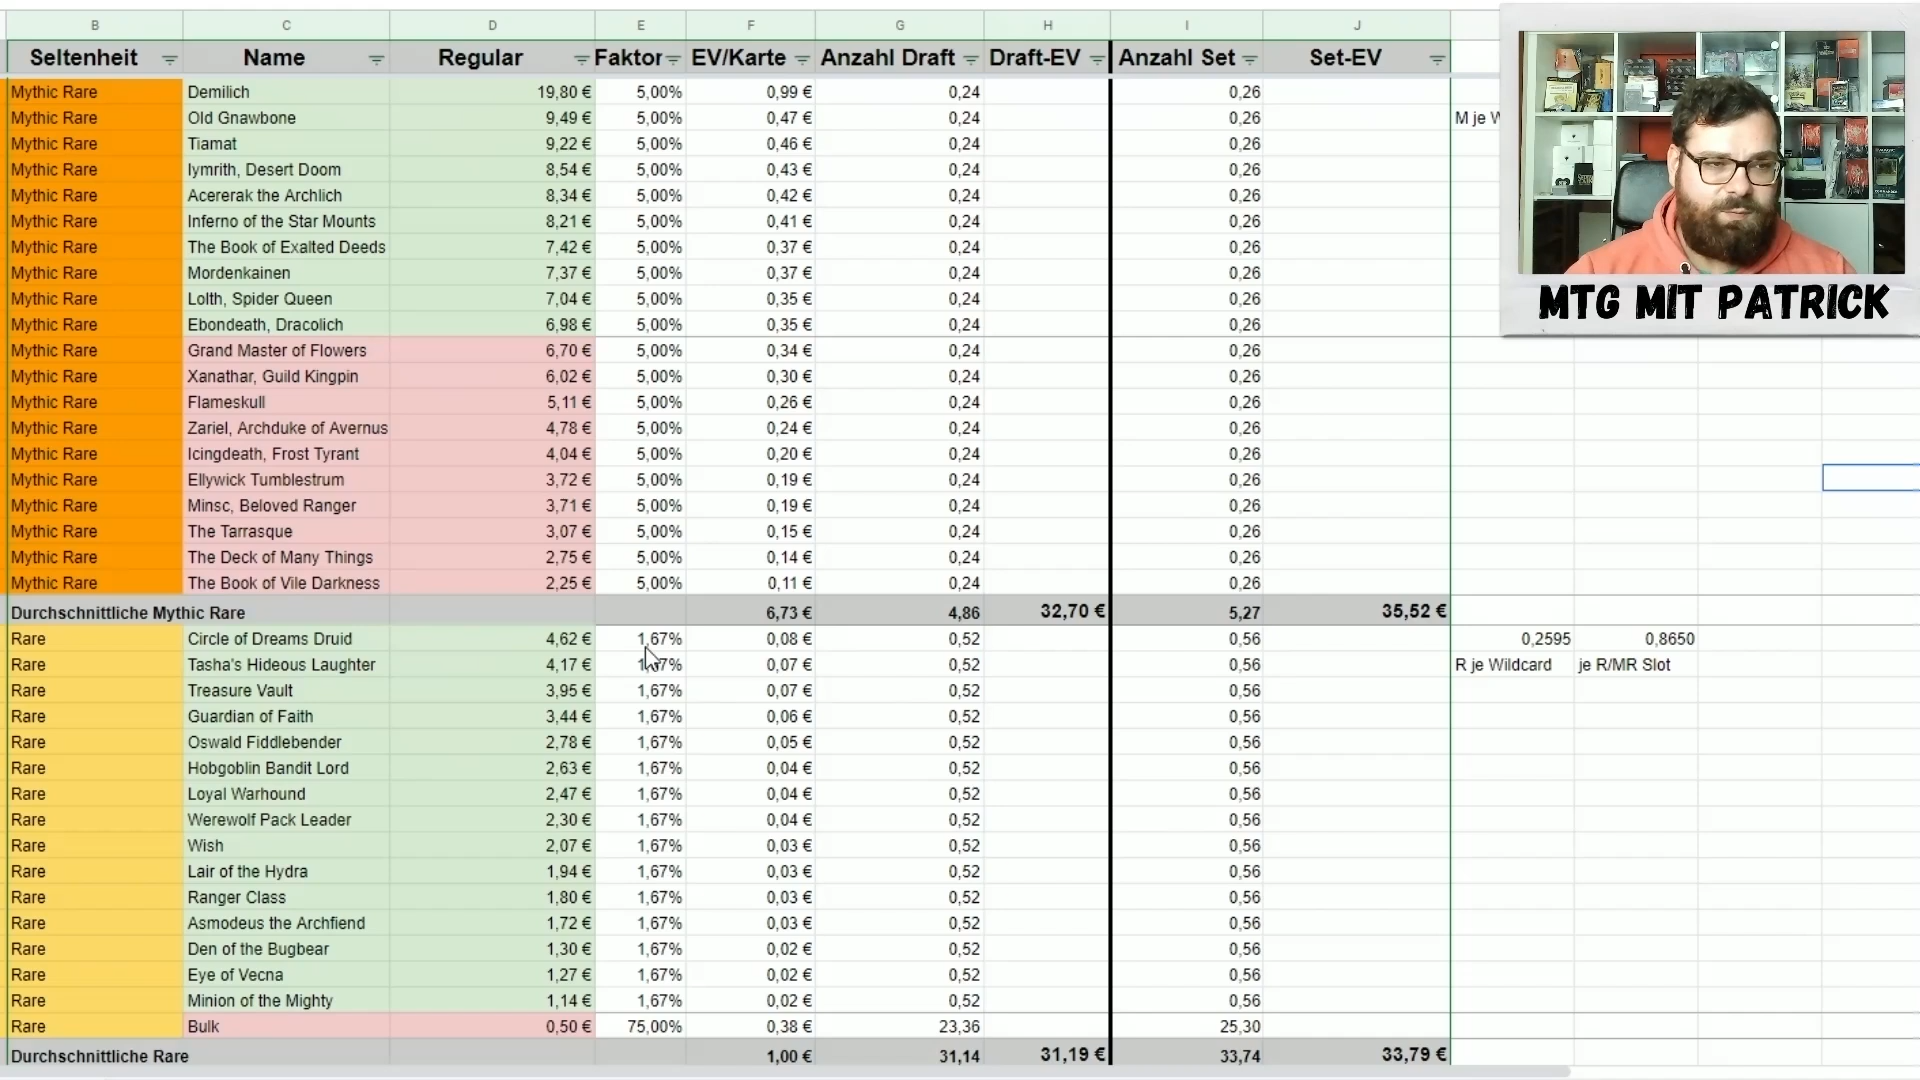 B C D E F G H I J
Seltenheit Name Regular Faktor EV/Karte Anzahl Draft Draft-EV Anzahl Set Set-EV
Mythic Rare Demilich 19,80 € 5,00% 0,99 € 0,24 0,26
Mythic Rare Old Gnawbone 9,49 € 5,00% 0,47 € 0,24 0,26 M je
Mythic Rare Tiamat 9,22 € 5,00% 0,46 € 0,24 0,26
Mythic Rare Iymrith, Desert Doom 8,54 € 5,00% 0,43 € 0,24 0,26
Mythic Rare Acererak the Archlich 8,34 € 5,00% 0,42 € 0,24 0,26
Mythic Rare Inferno of the Star Mounts 8,21 € 5,00% 0,41 € 0,24 0,26
Mythic Rare The Book of Exalted Deeds 7,42 € 5,00% 0,37 € 0,24 0,26
Mythic Rare Mordenkainen 7,37 € 5,00% 0,37 € 0,24 0,26
Mythic Rare Lolth, Spider Queen 7,04 € 5,00% 0,35 € 0,24 0,26
MTG MIT PATRICK
Mythic Rare Ebondeath, Dracolich 6,98 € 5,00% 0,35 € 0,24 0,26
Mythic Rare Grand Master of Flowers 6,70 € 5,00% 0,34 € 0,24 0,26
Mythic Rare Xanathar, Guild Kingpin 6,02 € 5,00% 0,30 € 0,24 0,26
Mythic Rare Flameskull 5,11 € 5,00% 0,26 € 0,24 0,26
Mythic Rare Zariel, Archduke of Avernus 4,78 € 5,00% 0,24 € 0,24 0,26
Mythic Rare Icingdeath, Frost Tyrant 4,04 € 5,00% 0,20 € 0,24 0,26
Mythic Rare Ellywick Tumblestrum 3,72 € 5,00% 0,19 € 0,24 0,26
Mythic Rare Minsc, Beloved Ranger 3,71 € 5,00% 0,19 € 0,24 0,26
Mythic Rare The Tarrasque 3,07 € 5,00% 0,15 € 0,24 0,26
Mythic Rare The Deck of Many Things 2,75 € 5,00% 0,14 € 0,24 0,26
Mythic Rare The Book of Vile Darkness 2,25 € 5,00% 0,11 € 0,24 0,26
Durchschnittliche Mythic Rare 6,73 € 4,86 32,70 € 5,27 35,52 €
Rare Circle of Dreams Druid 4,62 € 1,67% 0,08 € 0,52 0,56 0,2595 0,8650
Rare Tasha's Hideous Laughter 4,17 € 0,07 € 0,52 0,56 R je Wildcard je R/MR Slot
Rare Treasure Vault 3,95 € 1,67% 0,07 € 0,52 0,56
Rare Guardian of Faith 3,44 € 1,67% 0,06 € 0,52 0,56
Rare Oswald Fiddlebender 2,78 € 1,67% 0,05 € 0,52 0,56
Rare Hobgoblin Bandit Lord 2,63 € 1,67% 0,04 € 0,52 0,56
Rare Loyal Warhound 2,47 € 1,67% 0,04 € 0,52 0,56
Rare Werewolf Pack Leader 2,30 € 1,67% 0,04 € 0,52 0,56
Rare Wish 2,07 € 1,67% 0,03 € 0,52 0,56
Rare Lair of the Hydra 1,94 € 1,67% 0,03 € 0,52 0,56
Rare Ranger Class 1,80 € 1,67% 0,03 € 0,52 0,56
Rare Asmodeus the Archfiend 1,72 € 1,67% 0,03 € 0,52 0,56
Rare Den of the Bugbear 1,30 € 1,67% 0,02 € 0,52 0,56
Rare Eye of Vecna 1,27 € 1,67% 0,02 € 0,52 0,56
Rare Minion of the Mighty 1,14 € 1,67% 0,02 € 0,52 0,56
Rare Bulk 0,50 € 75,00% 0,38 € 23,36 25,30
Durchschnittliche Rare 1,00 € 31,14 31,19 € 33,74 33,79 €